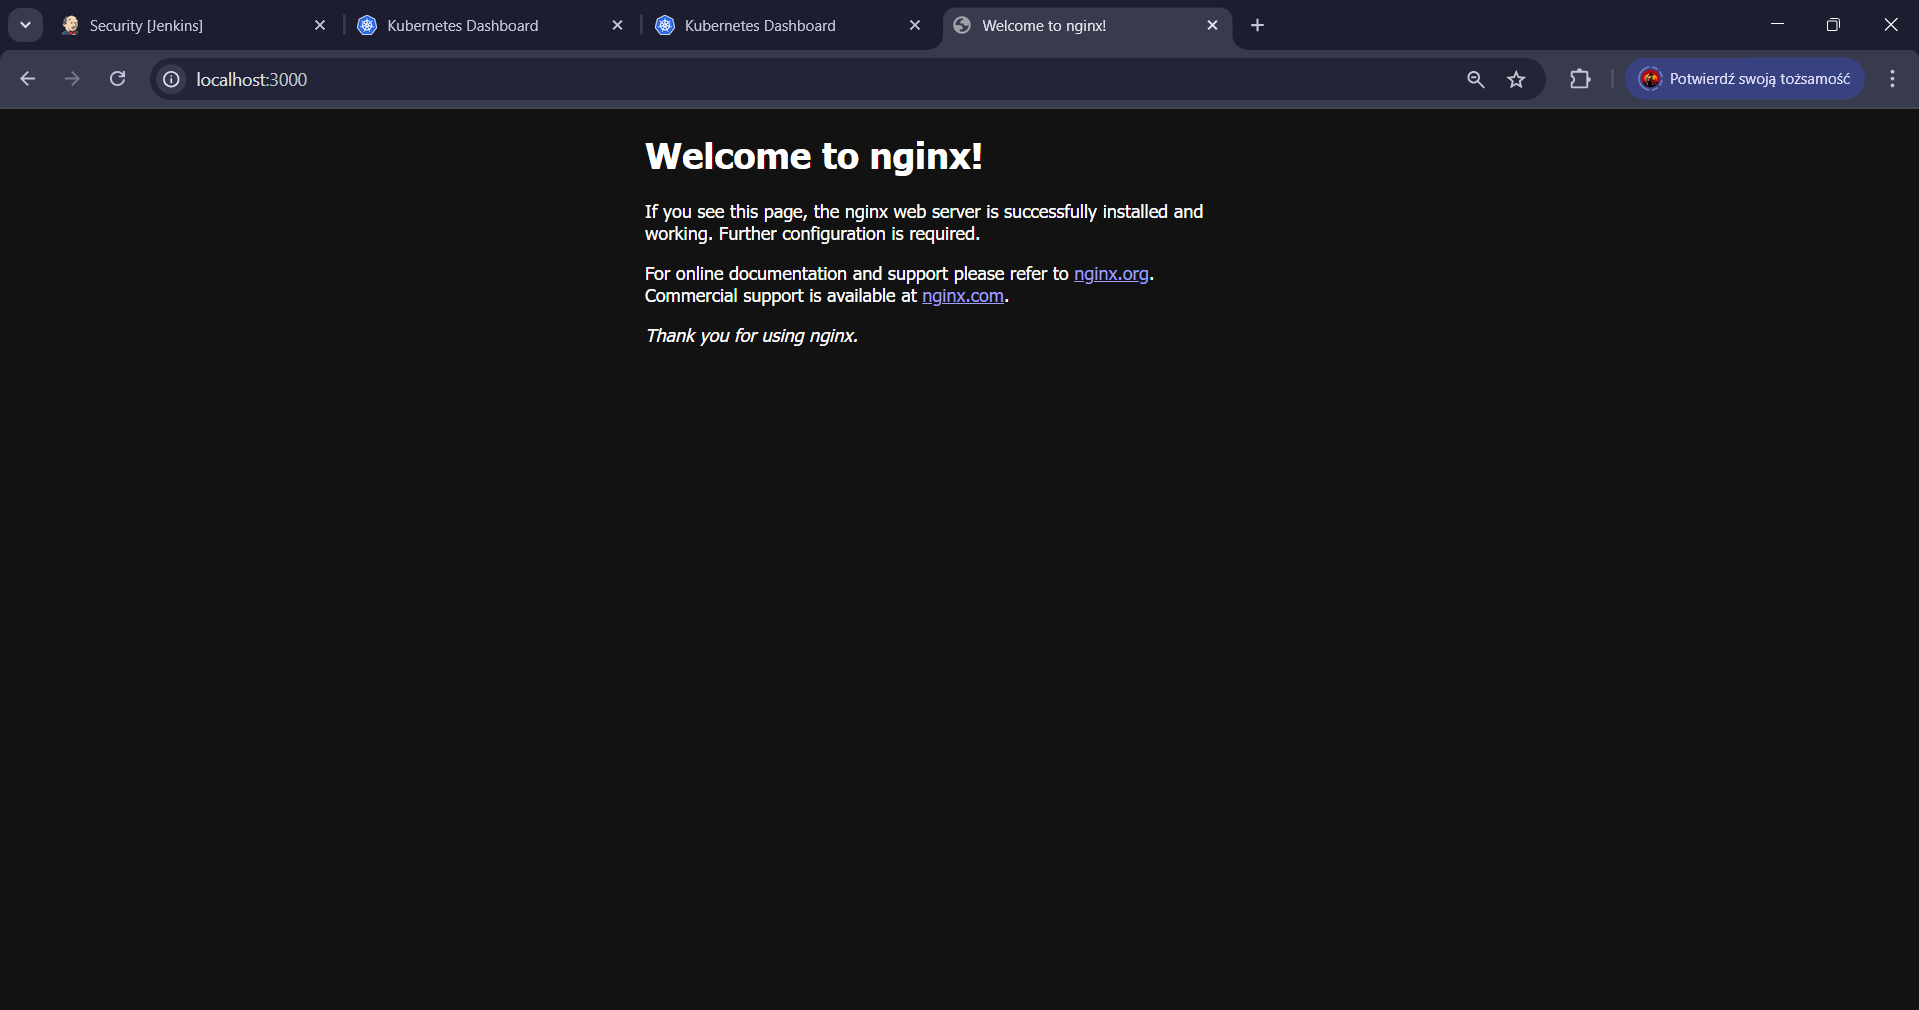 Security [Jenkins]
Kubernetes Dashboard
Kubernetes Dashboard
Welcome to nginx!
localhost:3000
Potwierdź swoją tożsamość
Welcome to nginx!
If you see this page, the nginx web server is successfully installed and
working. Further configuration is required.
For online documentation and support please refer to nginx.org.
Commercial support is available at nginx.com.
Thank you for using nginx.